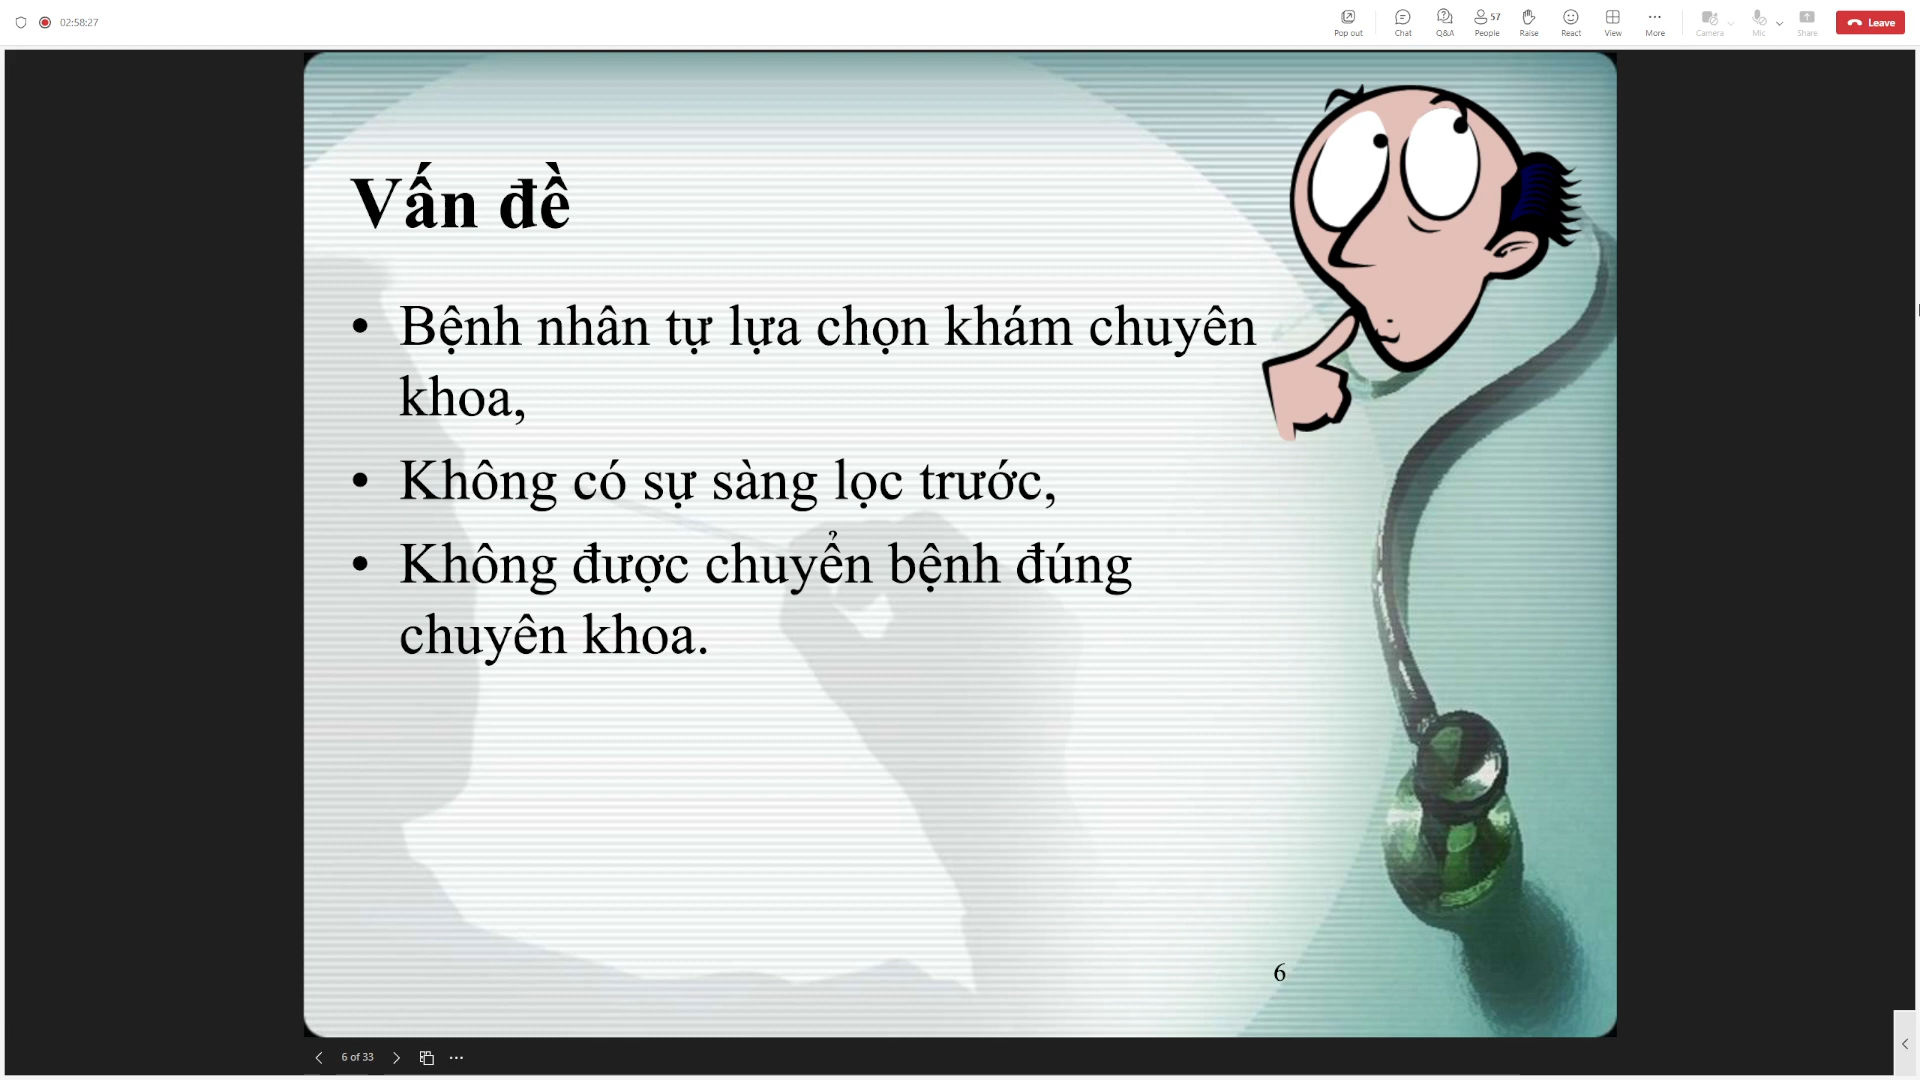 02:58:27
Pop out
Chat
Q&A
57
People
Raise
React
View
More
Camera
Mic
Share
Leave
Vấn đề
• Bệnh nhân tự lựa chọn khám chuyên
khoa,
• Không có sự sàng lọc trước,
• Không được chuyển bệnh đúng
chuyên khoa.
6
6 of 33